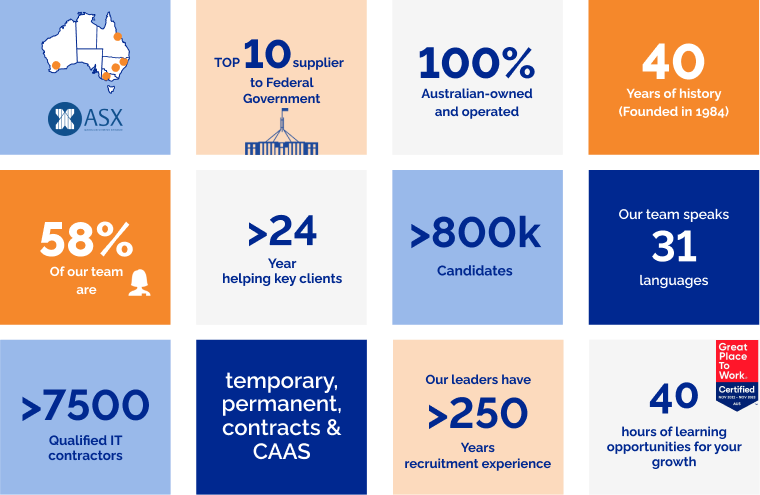 ASX
TOP 10 supplier
to Federal
Government
100%
Australian-owned
and operated
40
Years of history
(Founded in 1984)
58%
Of our team
are
>24
Year
helping key clients
>800k
Candidates
Our team speaks
31
languages
>7500
Qualified IT
contractors
temporary,
permanent,
contracts &
CAAS
Our leaders have
>250
Years
recruitment experience
Great
Place
To
Work.
Certified
AUS
40
hours of learning
opportunities for your
growth